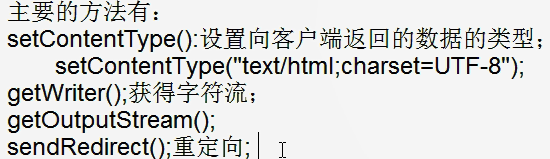 主要的方法有：
setContentType():设置向客户端返回的数据的类型；
setContentType("text/html;charset=UTF-8");
getWriter();获得字符流；
getOutputStream();
sendRedirect();重定向;